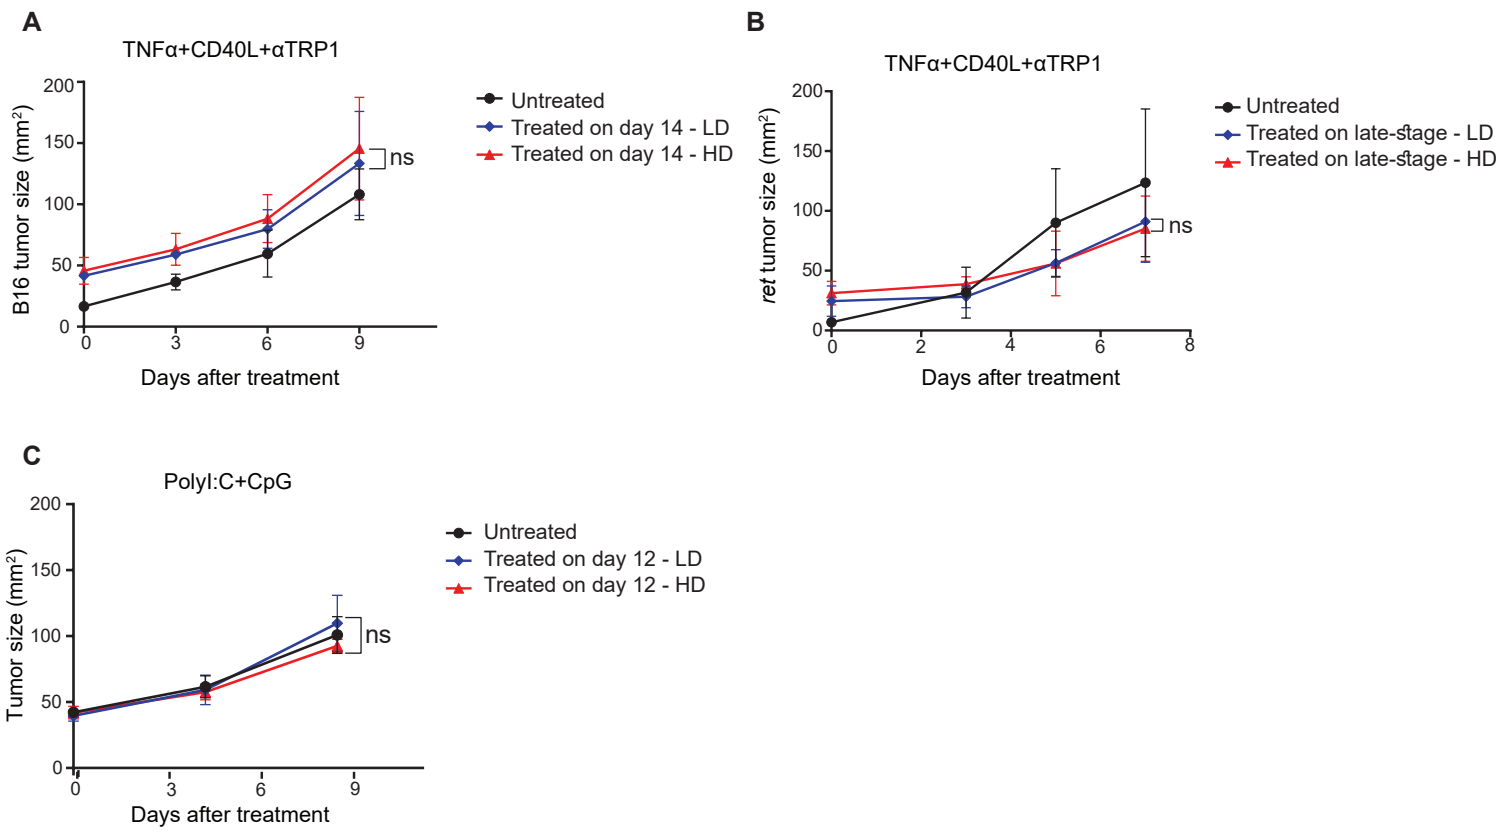 A
TNFα+CD40L+αTRP1
B16 tumor size (mm²)
200
150
100
50
0
0 3 6 9
Days after treatment
Untreated
Treated on day 14 - LD
Treated on day 14 - HD
ns
B
TNFα+CD40L+αTRP1
ret tumor size (mm²)
200
150
100
50
0
0 2 4 6 8
Days after treatment
Untreated
Treated on late-stage - LD
Treated on late-stage - HD
ns
C
PolyI:C+CpG
Tumor size (mm²)
200
150
100
50
0
0 3 6 9
Days after treatment
Untreated
Treated on day 12 - LD
Treated on day 12 - HD
ns